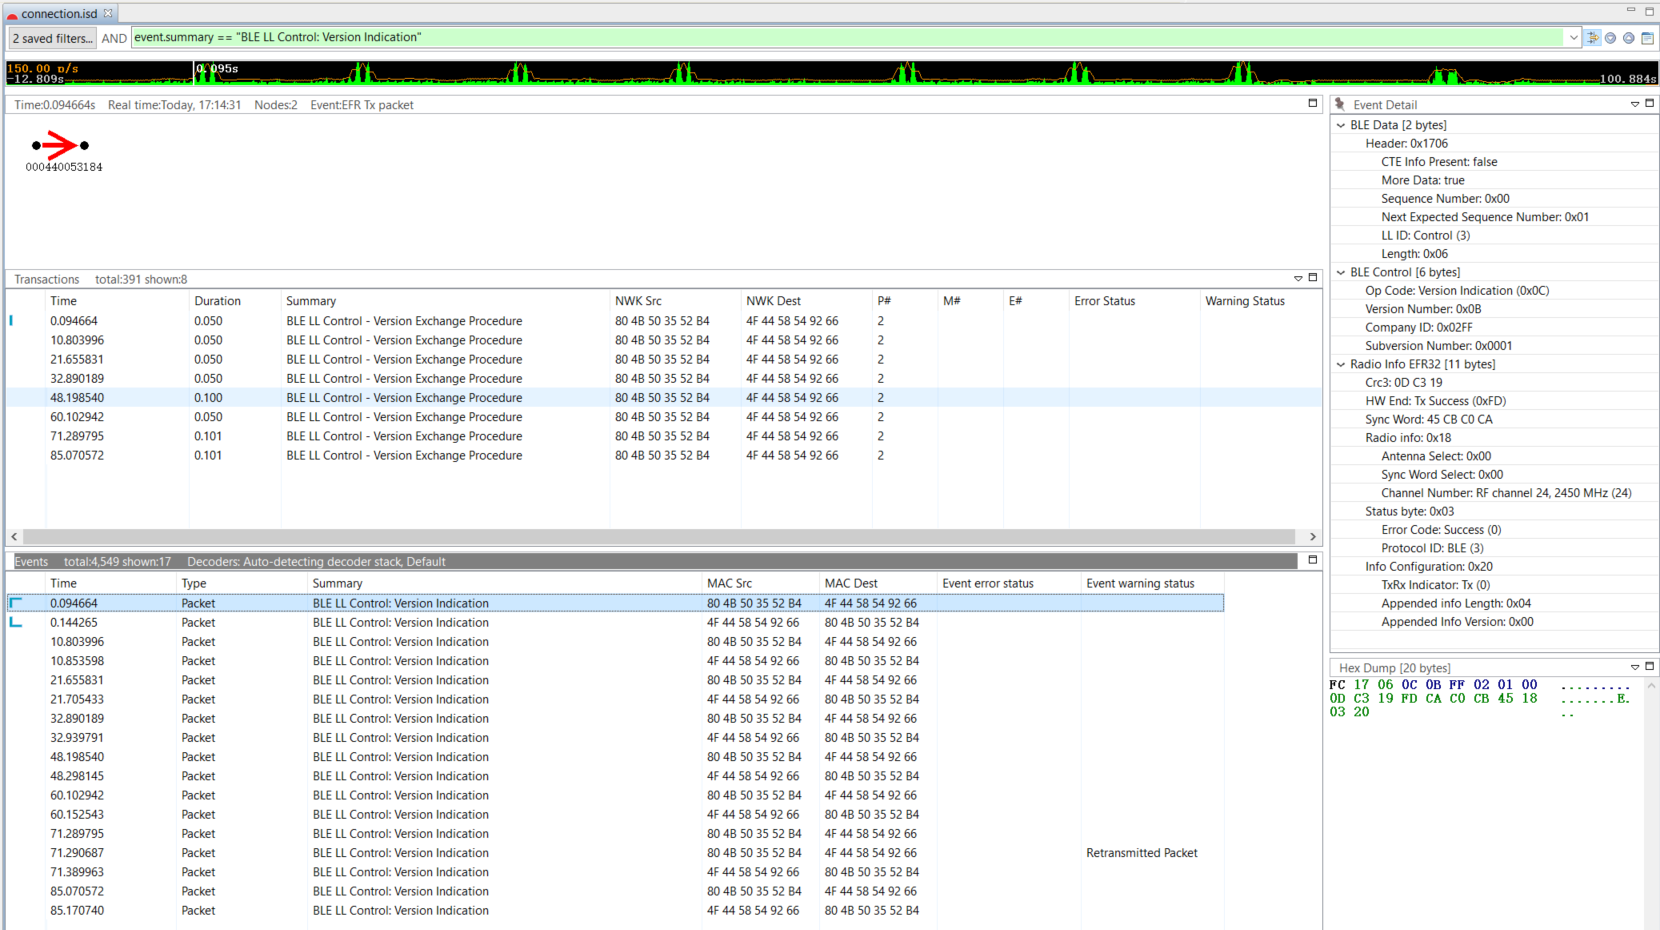 connection.isd
2 saved filters... AND event.summary == "BLE LL Control: Version Indication"
150.00 p/s 0.095s
-12.809s 100.884s
Time:0.094664s Real time:Today, 17:14:31 Nodes:2 Event:EFR Tx packet
000440053184
Transactions total:391 shown:8
Time Duration Summary NWK Src NWK Dest P# M# E# Error Status Warning Status
0.094664 0.050 BLE LL Control - Version Exchange Procedure 80 4B 50 35 52 B4 4F 44 58 54 92 66 2
10.803996 0.050 BLE LL Control - Version Exchange Procedure 80 4B 50 35 52 B4 4F 44 58 54 92 66 2
21.655831 0.050 BLE LL Control - Version Exchange Procedure 80 4B 50 35 52 B4 4F 44 58 54 92 66 2
32.890189 0.050 BLE LL Control - Version Exchange Procedure 80 4B 50 35 52 B4 4F 44 58 54 92 66 2
48.198540 0.100 BLE LL Control - Version Exchange Procedure 80 4B 50 35 52 B4 4F 44 58 54 92 66 2
60.102942 0.050 BLE LL Control - Version Exchange Procedure 80 4B 50 35 52 B4 4F 44 58 54 92 66 2
71.289795 0.101 BLE LL Control - Version Exchange Procedure 80 4B 50 35 52 B4 4F 44 58 54 92 66 2
85.070572 0.101 BLE LL Control - Version Exchange Procedure 80 4B 50 35 52 B4 4F 44 58 54 92 66 2
Events total:4,549 shown:17 Decoders: Auto-detecting decoder stack, Default
Time Type Summary MAC Src MAC Dest Event error status Event warning status
0.094664 Packet BLE LL Control: Version Indication 80 4B 50 35 52 B4 4F 44 58 54 92 66
0.144265 Packet BLE LL Control: Version Indication 4F 44 58 54 92 66 80 4B 50 35 52 B4
10.803996 Packet BLE LL Control: Version Indication 80 4B 50 35 52 B4 4F 44 58 54 92 66
10.853598 Packet BLE LL Control: Version Indication 4F 44 58 54 92 66 80 4B 50 35 52 B4
21.655831 Packet BLE LL Control: Version Indication 80 4B 50 35 52 B4 4F 44 58 54 92 66
21.705433 Packet BLE LL Control: Version Indication 4F 44 58 54 92 66 80 4B 50 35 52 B4
32.890189 Packet BLE LL Control: Version Indication 80 4B 50 35 52 B4 4F 44 58 54 92 66
32.939791 Packet BLE LL Control: Version Indication 4F 44 58 54 92 66 80 4B 50 35 52 B4
48.198540 Packet BLE LL Control: Version Indication 80 4B 50 35 52 B4 4F 44 58 54 92 66
48.298145 Packet BLE LL Control: Version Indication 4F 44 58 54 92 66 80 4B 50 35 52 B4
60.102942 Packet BLE LL Control: Version Indication 80 4B 50 35 52 B4 4F 44 58 54 92 66
60.152543 Packet BLE LL Control: Version Indication 4F 44 58 54 92 66 80 4B 50 35 52 B4
71.289795 Packet BLE LL Control: Version Indication 80 4B 50 35 52 B4 4F 44 58 54 92 66
71.290687 Packet BLE LL Control: Version Indication 80 4B 50 35 52 B4 4F 44 58 54 92 66 Retransmitted Packet
71.389963 Packet BLE LL Control: Version Indication 4F 44 58 54 92 66 80 4B 50 35 52 B4
85.070572 Packet BLE LL Control: Version Indication 80 4B 50 35 52 B4 4F 44 58 54 92 66
85.170740 Packet BLE LL Control: Version Indication 4F 44 58 54 92 66 80 4B 50 35 52 B4
Event Detail
BLE Data [2 bytes]
Header: 0x1706
CTE Info Present: false
More Data: true
Sequence Number: 0x00
Next Expected Sequence Number: 0x01
LL ID: Control (3)
Length: 0x06
BLE Control [6 bytes]
Op Code: Version Indication (0x0C)
Version Number: 0x0B
Company ID: 0x02FF
Subversion Number: 0x0001
Radio Info EFR32 [11 bytes]
Crc3: 0D C3 19
HW End: Tx Success (0xFD)
Sync Word: 45 CB C0 CA
Radio info: 0x18
Antenna Select: 0x00
Sync Word Select: 0x00
Channel Number: RF channel 24, 2450 MHz (24)
Status byte: 0x03
Error Code: Success (0)
Protocol ID: BLE (3)
Info Configuration: 0x20
TxRx Indicator: Tx (0)
Appended info Length: 0x04
Appended Info Version: 0x00
Hex Dump [20 bytes]
FC 17 06 0C 0B FF 02 01 00 .........
0D C3 19 FD CA C0 CB 45 18 .......E.
03 20 ..